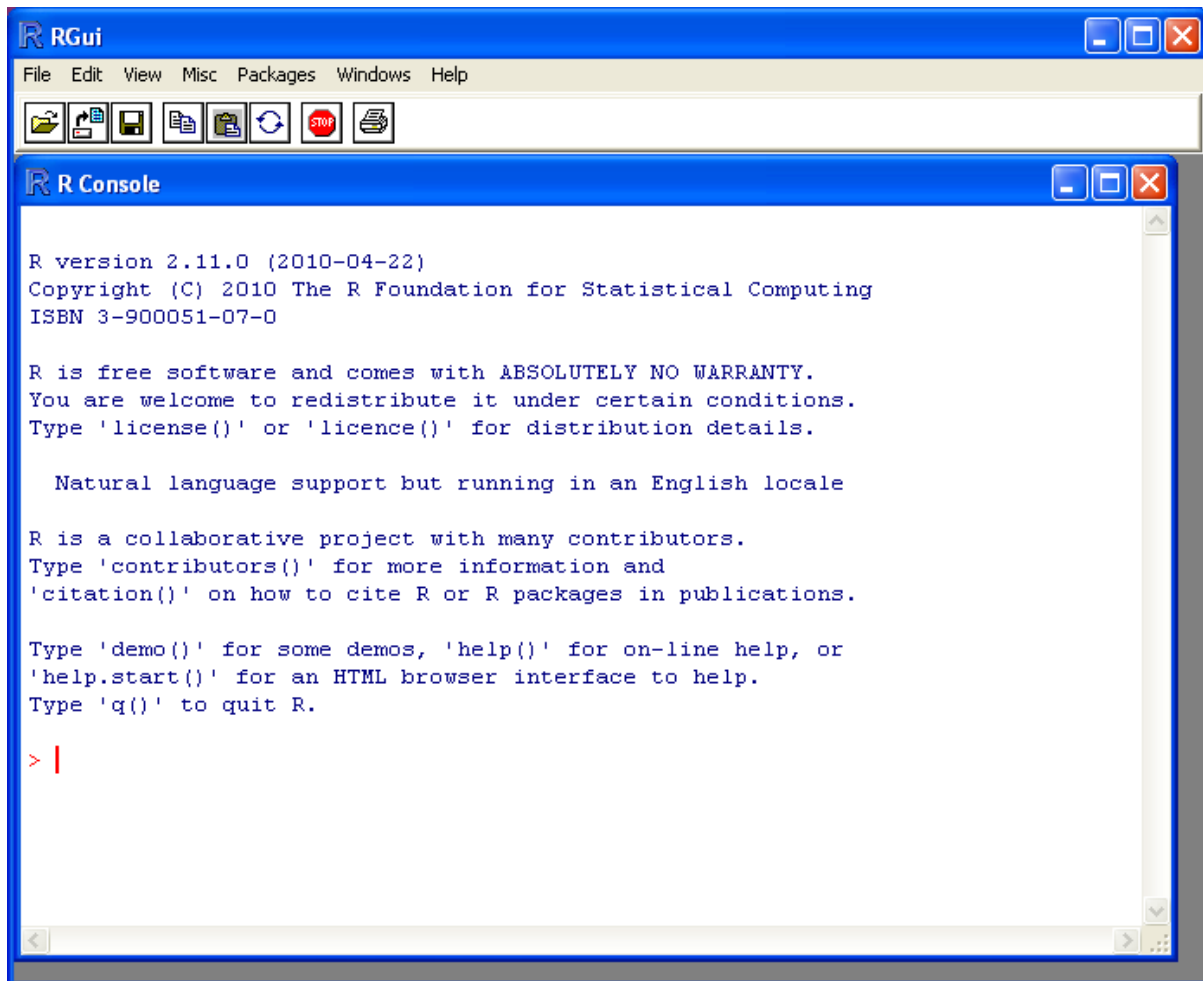 RGui
File Edit View Misc Packages Windows Help
STOP
R Console
R version 2.11.0 (2010-04-22)
Copyright (C) 2010 The R Foundation for Statistical Computing
ISBN 3-900051-07-0
R is free software and comes with ABSOLUTELY NO WARRANTY.
You are welcome to redistribute it under certain conditions.
Type 'license()' or 'licence()' for distribution details.
Natural language support but running in an English locale
R is a collaborative project with many contributors.
Type 'contributors()' for more information and
'citation()' on how to cite R or R packages in publications.
Type 'demo()' for some demos, 'help()' for on-line help, or
'help.start()' for an HTML browser interface to help.
Type 'q()' to quit R.
>